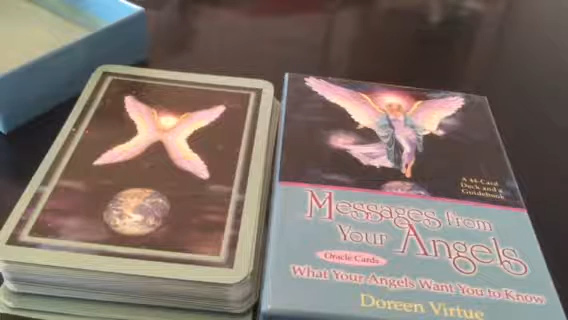 A 44-Card
Deck and a
Guidebook
Messages from
Your Angels
Oracle Cards
What Your Angels Want You to Know
Doreen Virtue